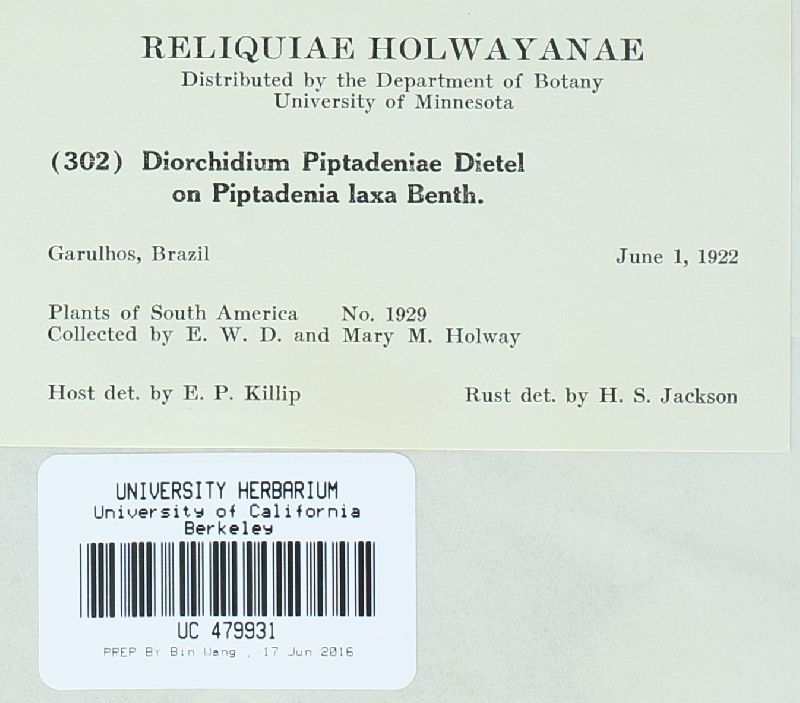 RELIQUIAE HOLWAYANAE
Distributed by the Department of Botany
University of Minnesota
(302) Diorchidium Piptadeniae Dietel
on Piptadenia laxa Benth.
Garulhos, Brazil June 1, 1922
Plants of South America No. 1929
Collected by E. W. D. and Mary M. Holway
Host det. by E. P. Killip Rust det. by H. S. Jackson
UNIVERSITY HERBARIUM
University of California
Berkeley
UC 479931
PREP BY Bin Wang , 17 Jun 2016